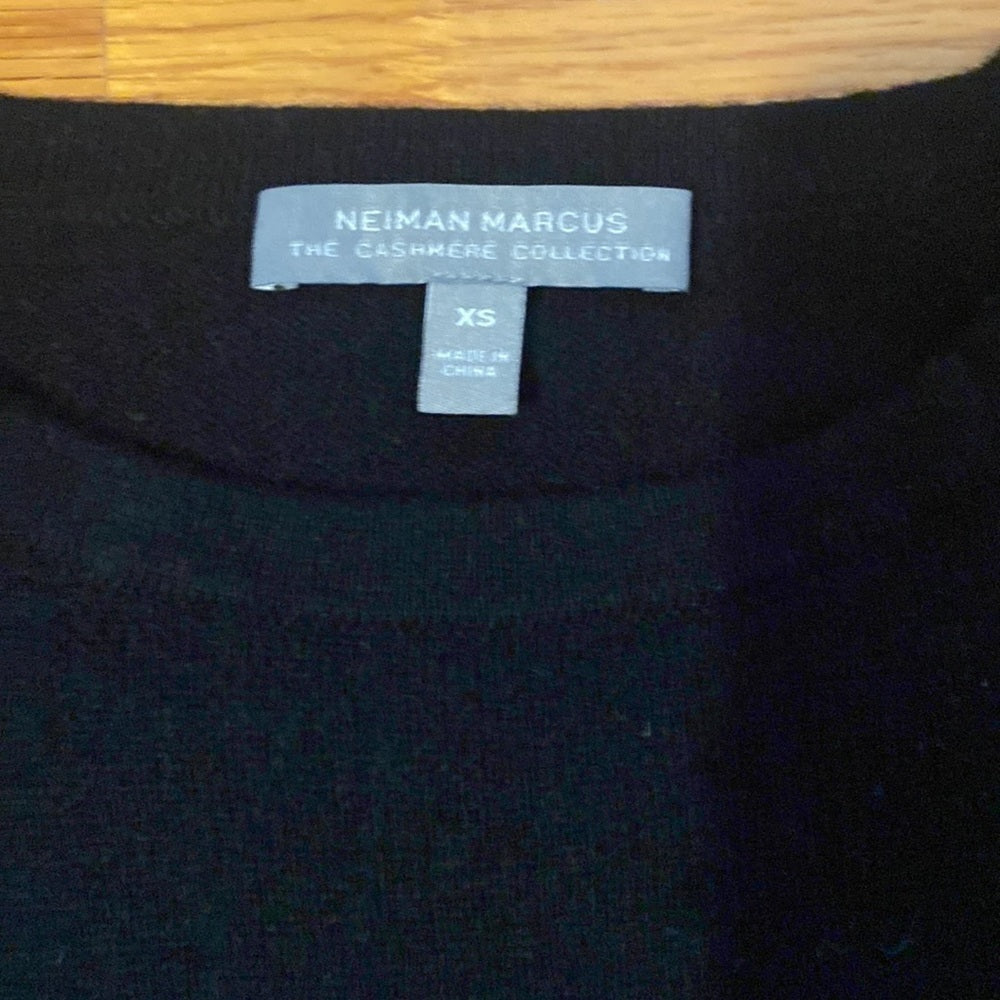 NEIMAN MARCUS
THE CASHMERE COLLECTION
XS
MADE IN
CHINA